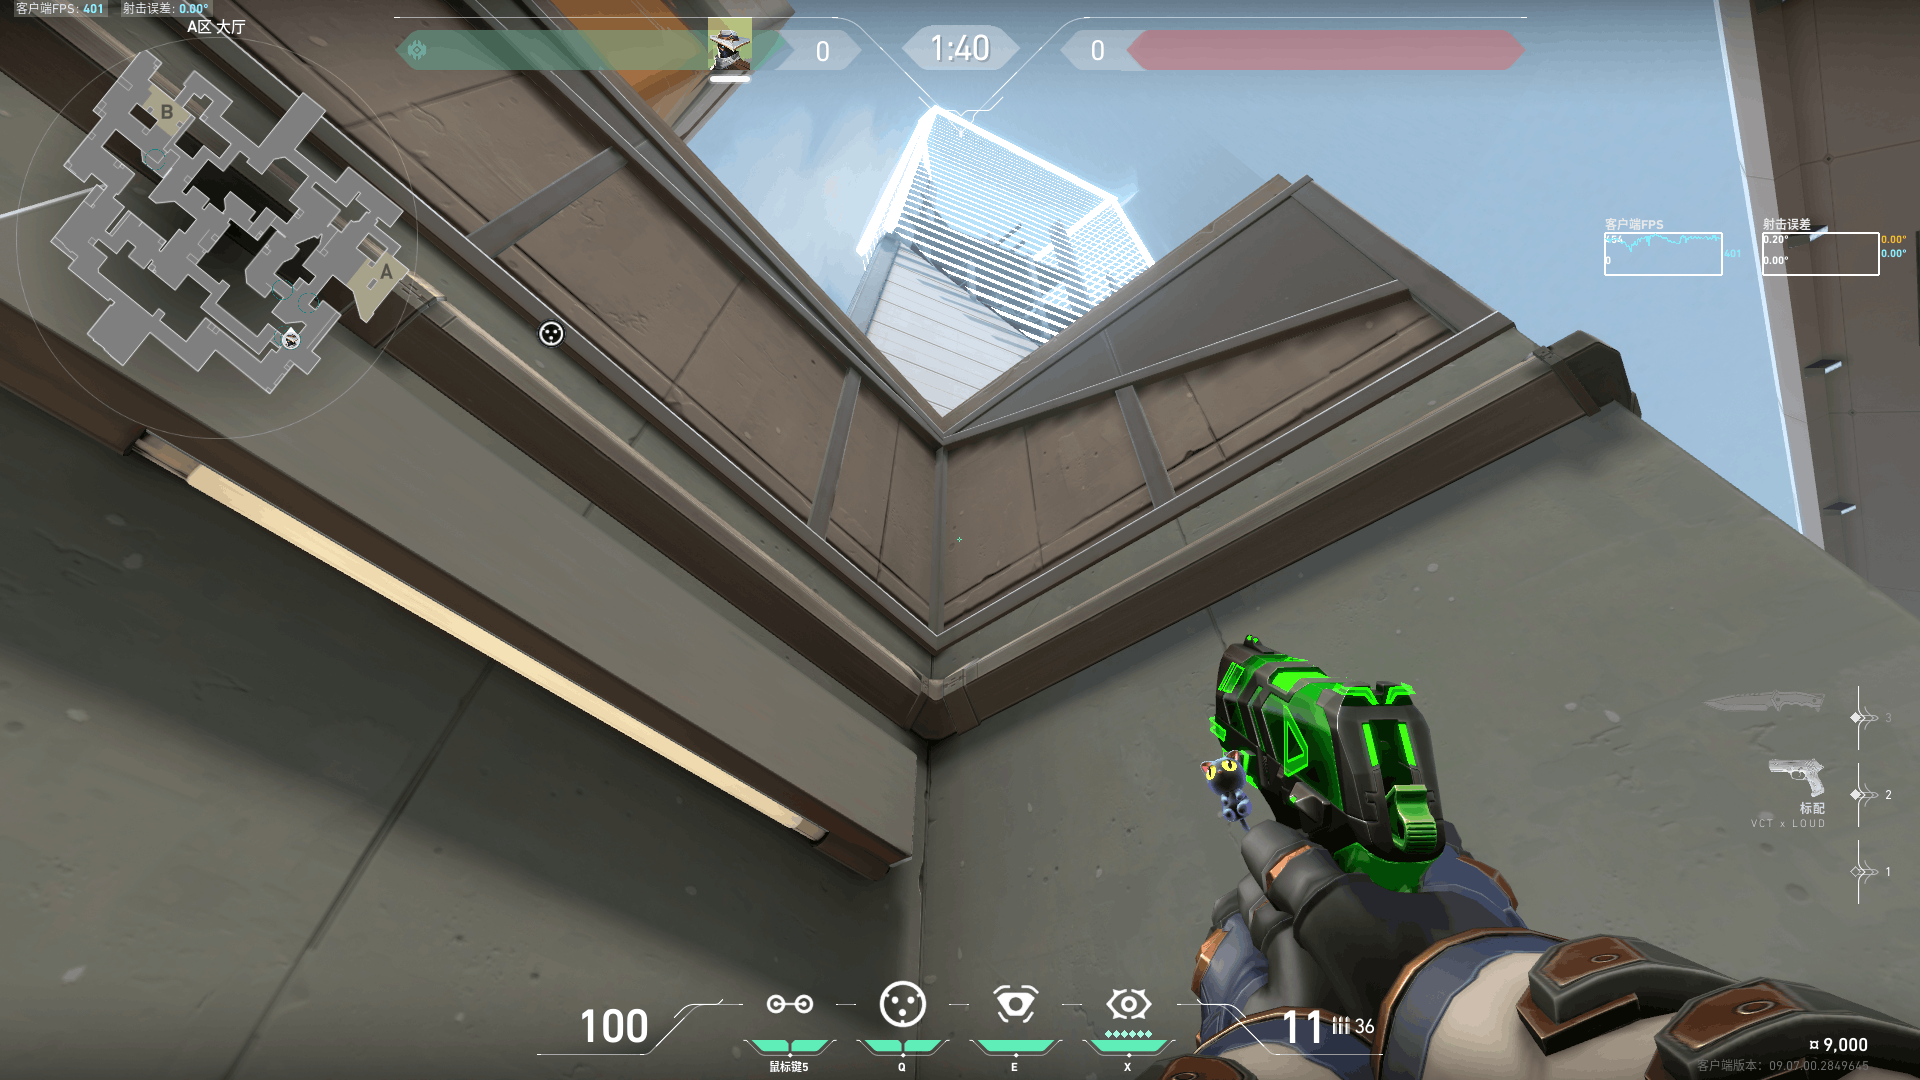 客户端FPS: 401 射击误差: 0.00°
A区 大厅
0 1:40 0
B
A
客户端FPS 射击误差
454 401 0.20° 0.00°
0 0.00° 0.00°
3
2
标配
VCT x LOUD
1
100
鼠标键5 Q E X
11 36
¤ 9,000
客户端版本: 09.07.00.2849645